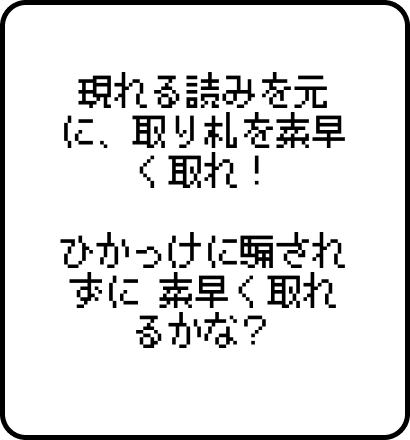 現れる読みを元
に、取り札を素早
く取れ！
ひかっけに騙され
ずに 素早く取れ
るかな？